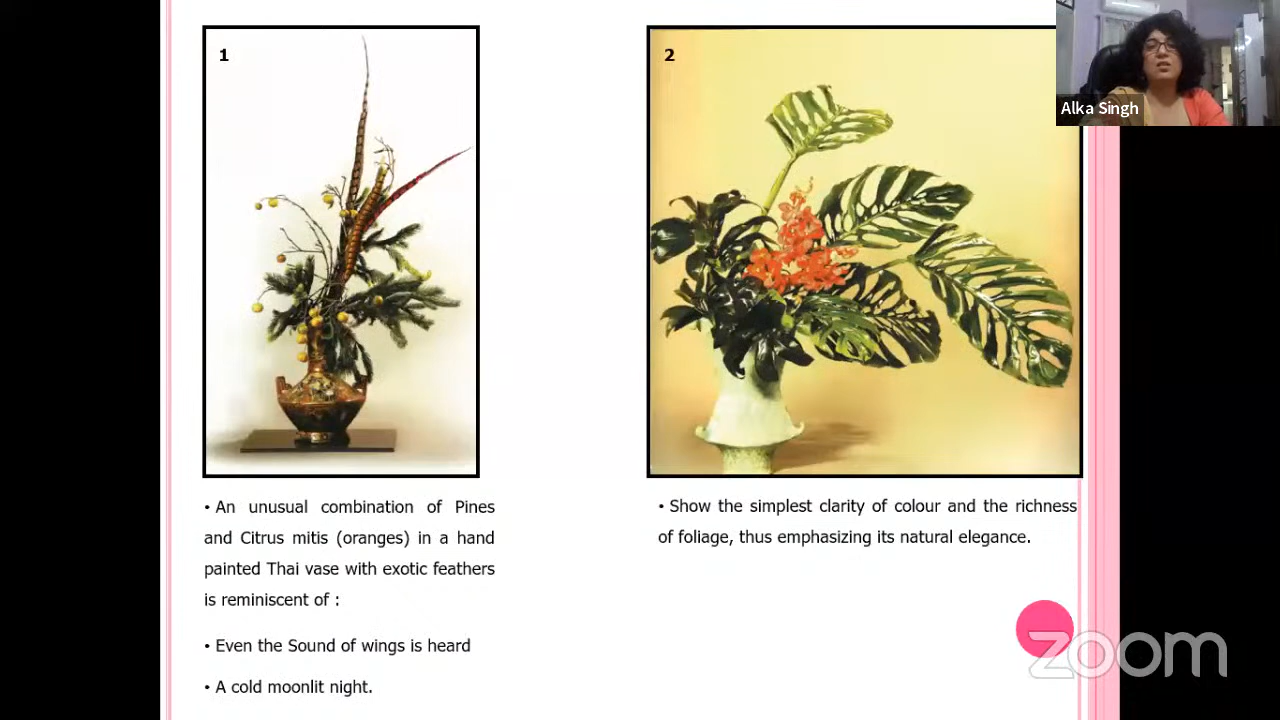 1
2
Alka Singh
• An unusual combination of Pines
and Citrus mitis (oranges) in a hand
painted Thai vase with exotic feathers
is reminiscent of :
• Even the Sound of wings is heard
• A cold moonlit night.
• Show the simplest clarity of colour and the richness
of foliage, thus emphasizing its natural elegance.
zoom